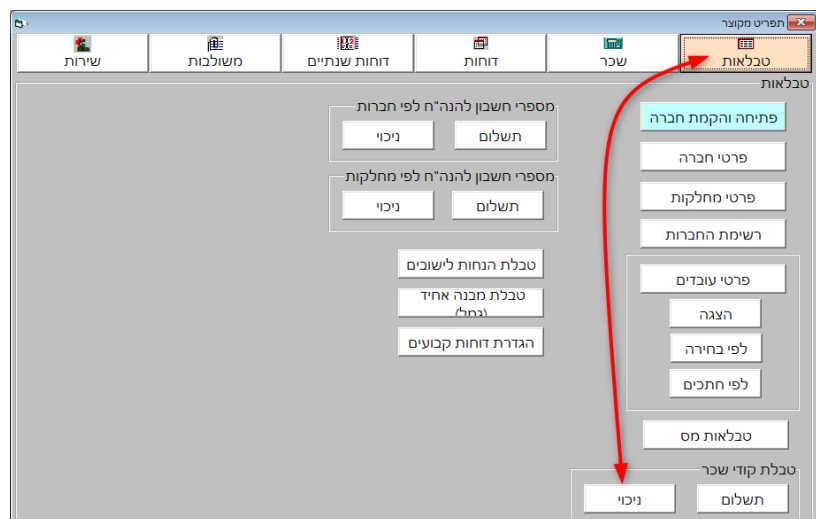 תפריט מקוצר
טבלאות
שכר
דוחות
דוחות שנתיים
משולבות
שירות
טבלאות
פתיחה והקמת חברה
פרטי חברה
פרטי מחלקות
רשימת החברות
פרטי עובדים
הצגה
לפי בחירה
לפי חתכים
טבלאות מס
טבלת קודי שכר
תשלום
ניכוי
מספרי חשבון להנה"ח לפי חברות
תשלום
ניכוי
מספרי חשבון להנה"ח לפי מחלקות
תשלום
ניכוי
טבלת הנחות לישובים
טבלת מבנה אחיד
(גמל)
הגדרת דוחות קבועים